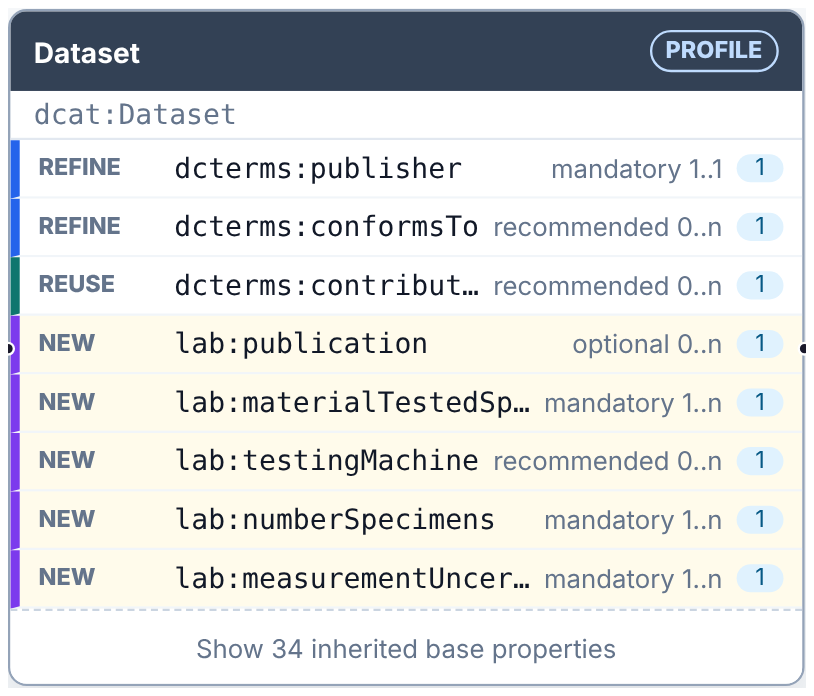 Dataset PROFILE
dcat:Dataset
REFINE dcterms:publisher mandatory 1..1 1
REFINE dcterms:conformsTo recommended 0..n 1
REUSE dcterms:contribut… recommended 0..n 1
NEW lab:publication optional 0..n 1
NEW lab:materialTestedSp… mandatory 1..n 1
NEW lab:testingMachine recommended 0..n 1
NEW lab:numberSpecimens mandatory 1..n 1
NEW lab:measurementUncer… mandatory 1..n 1
Show 34 inherited base properties